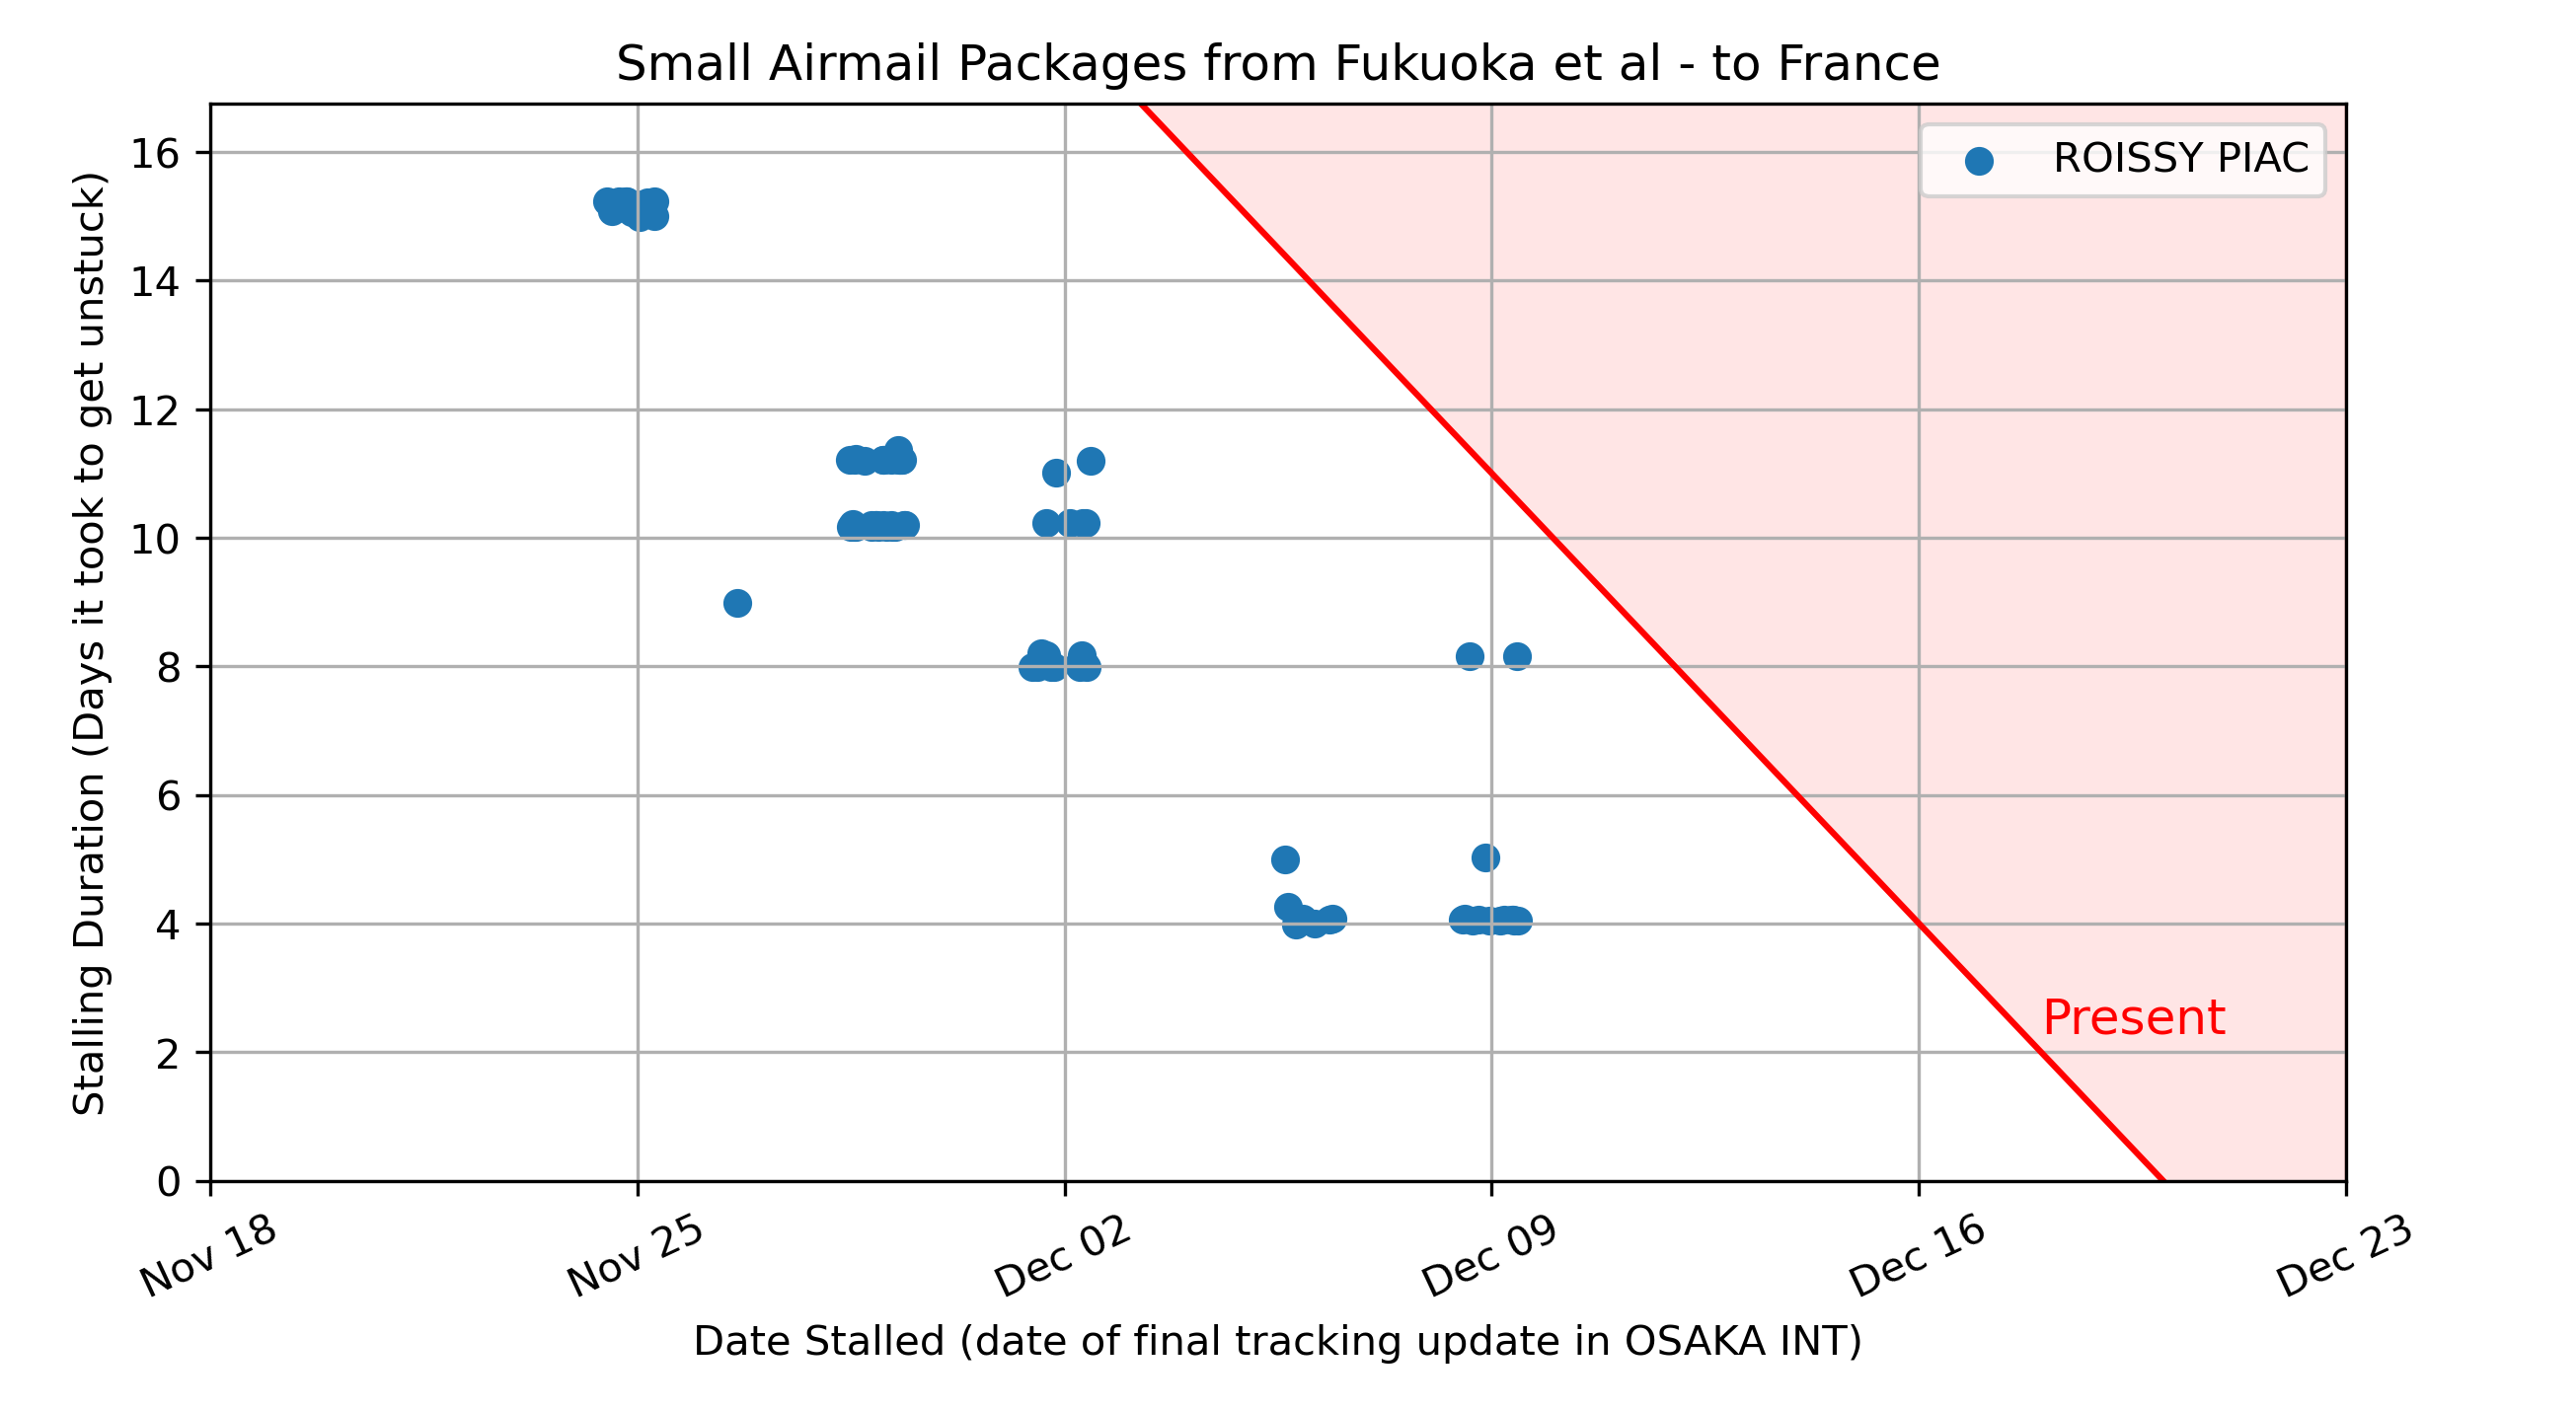 Small Airmail Packages from Fukuoka et al - to France
ROISSY PIAC
Stalling Duration (Days it took to get unstuck)
16
14
12
10
8
6
4
2
0
Present
Nov 18
Nov 25
Dec 02
Dec 09
Dec 16
Dec 23
Date Stalled (date of final tracking update in OSAKA INT)